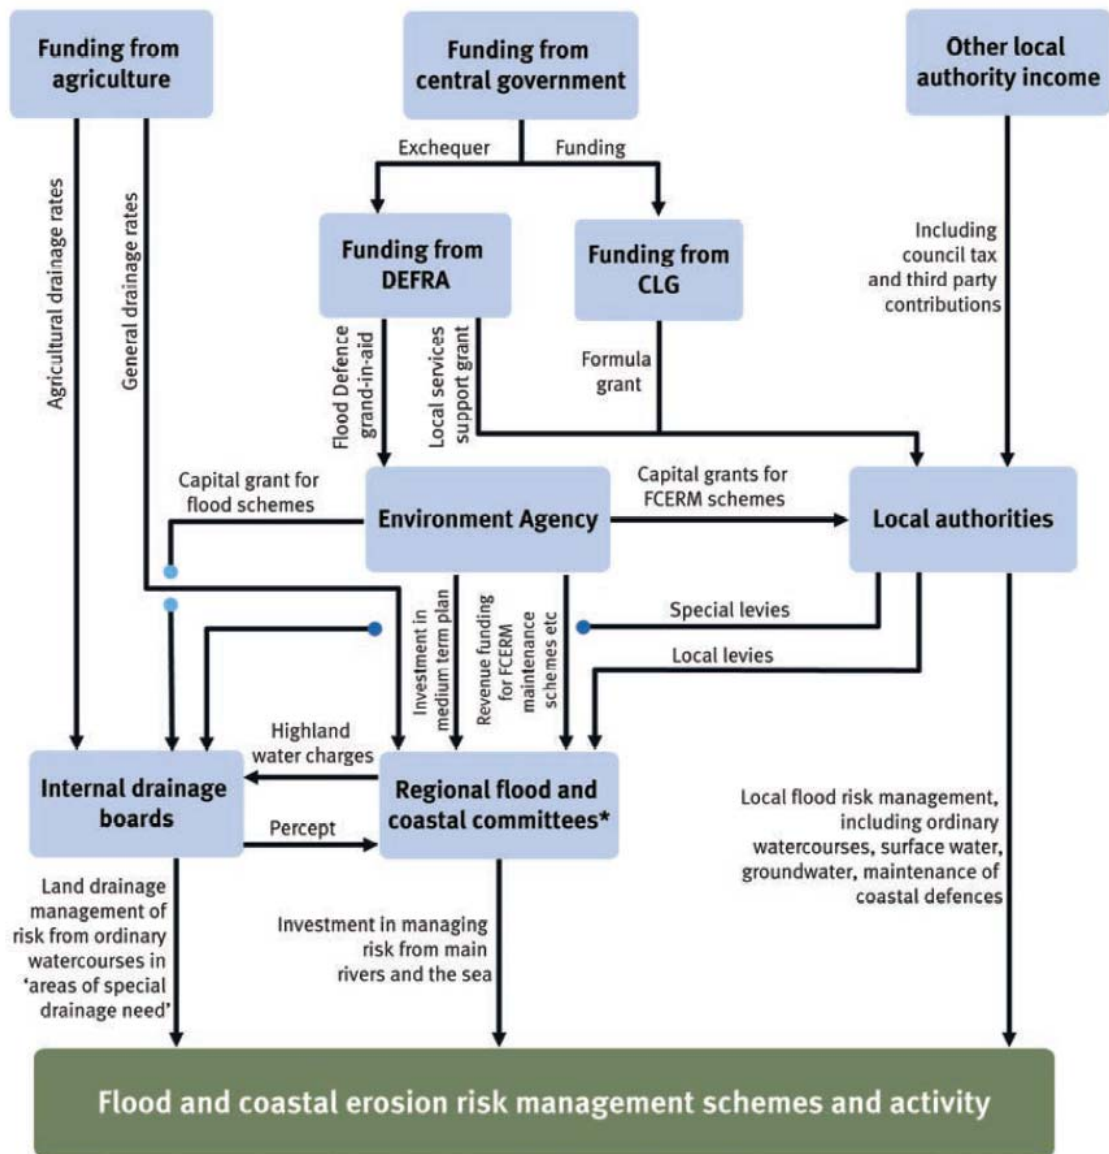 Funding from
agriculture
Funding from
central government
Other local
authority income
Exchequer
Funding
Agricultural drainage rates
General drainage rates
Including
council tax
and third party
contributions
Funding from
DEFRA
Funding from
CLG
Flood Defence
grand-in-aid
Local services
support grant
Formula
grant
Capital grant for
flood schemes
Environment Agency
Capital grants for
FCERM schemes
Local authorities
Investment in
medium term plan
Revenue funding
for FCERM
maintenance
schemes etc
Special levies
Local levies
Highland
water charges
Internal drainage
boards
Regional flood and
coastal committees*
Percept
Local flood risk management,
including ordinary
watercourses, surface water,
groundwater, maintenance of
coastal defences
Land drainage
management of
risk from ordinary
watercourses in
‘areas of special
drainage need’
Investment in managing
risk from main
rivers and the sea
Flood and coastal erosion risk management schemes and activity